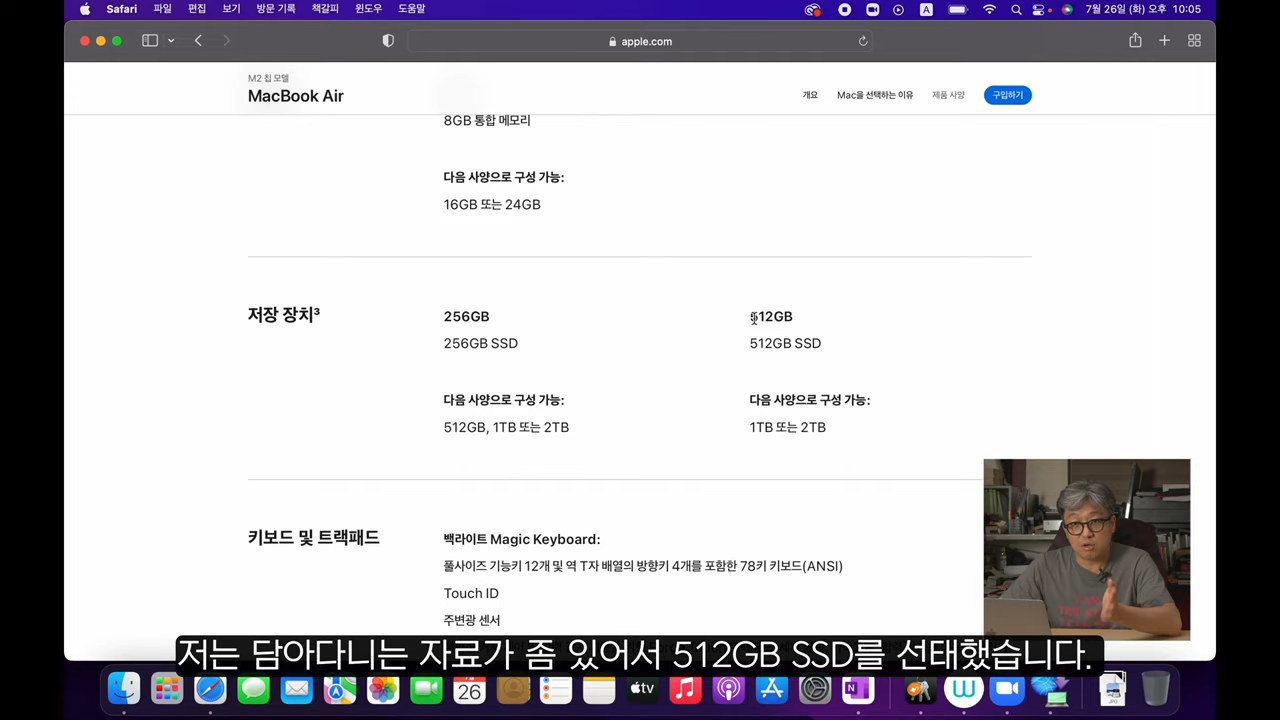 Safari 파일 편집 보기 방문 기록 책갈피 윈도우 도움말 A 7월 26일 (화) 오후 10:05
apple.com
M2 칩 모델
MacBook Air 개요 Mac을 선택하는 이유 제품 사양 구입하기
8GB 통합 메모리
다음 사양으로 구성 가능:
16GB 또는 24GB
저장 장치³ 256GB 512GB
256GB SSD 512GB SSD
다음 사양으로 구성 가능: 다음 사양으로 구성 가능:
512GB, 1TB 또는 2TB 1TB 또는 2TB
키보드 및 트랙패드 백라이트 Magic Keyboard:
풀사이즈 기능키 12개 및 역 T자 배열의 방향키 4개를 포함한 78키 키보드(ANSI)
Touch ID
주변광 센서
저는 담아다니는 자료가 좀 있어서 512GB SSD를 선태했습니다.
26 tv N W